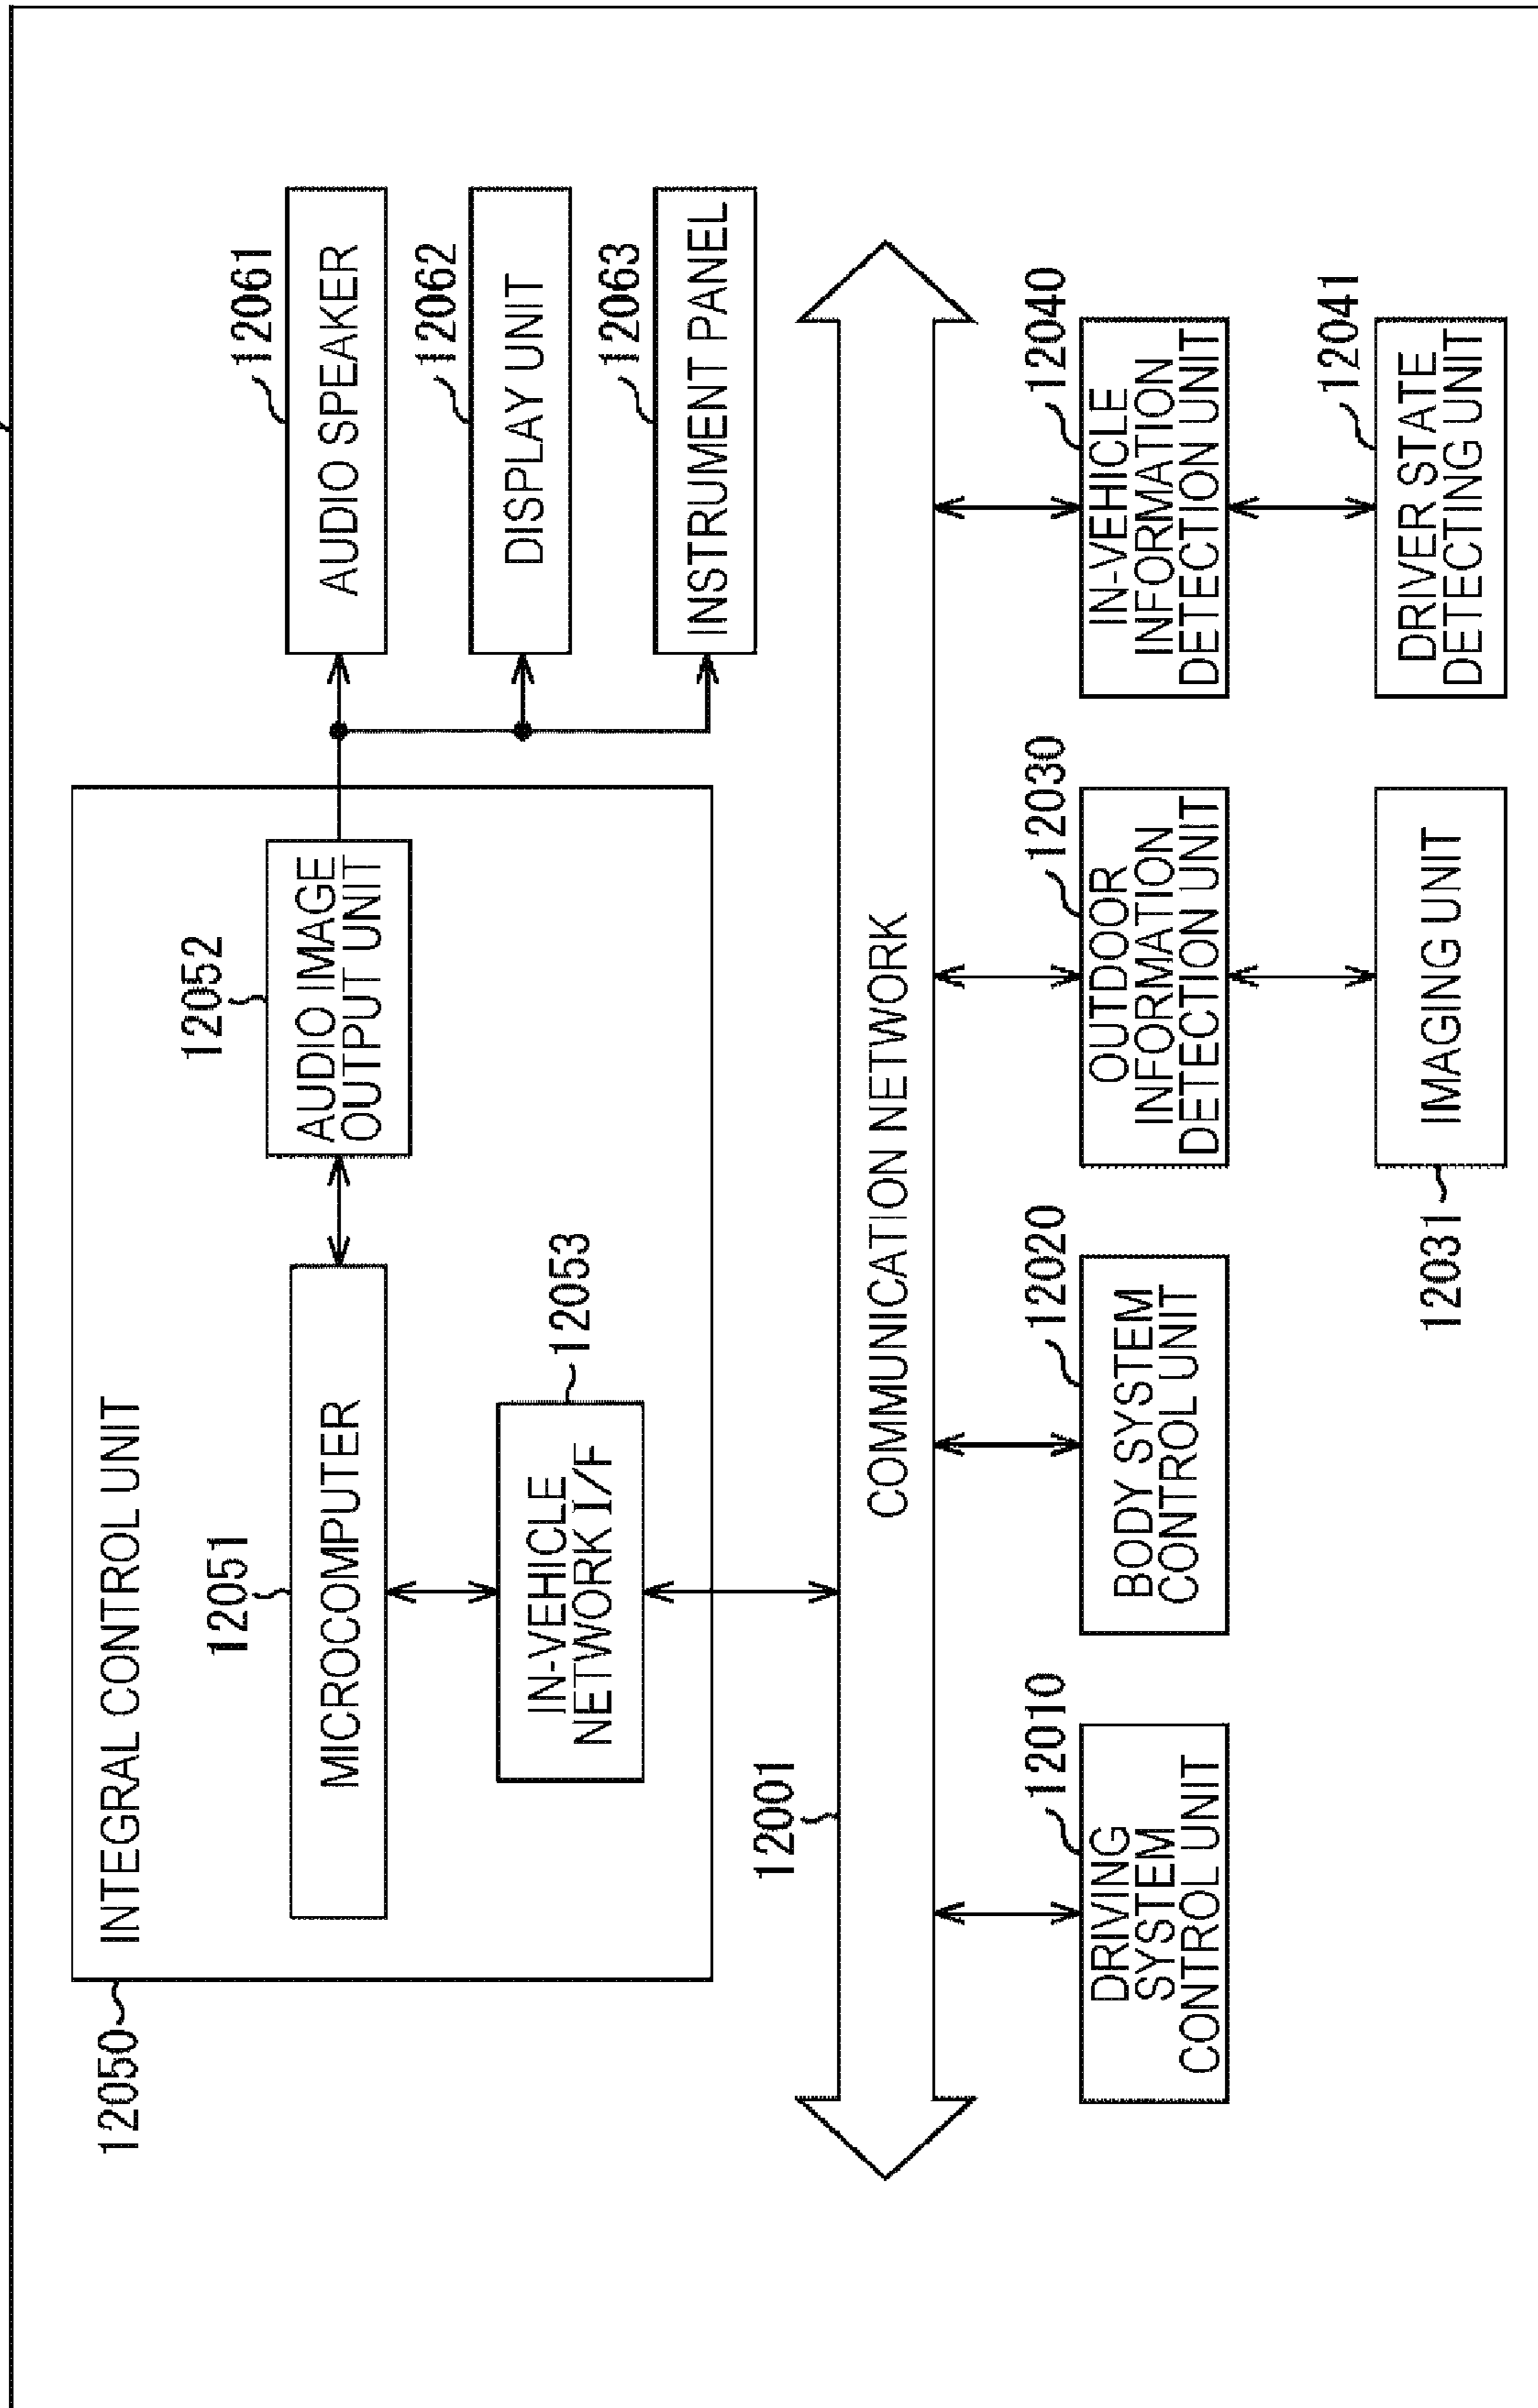 12050
INTEGRAL CONTROL UNIT
12051
MICROCOMPUTER
12052
AUDIO IMAGE
OUTPUT UNIT
12061
AUDIO SPEAKER
12062
DISPLAY UNIT
12063
INSTRUMENT PANEL
12053
IN-VEHICLE
NETWORK I/F
12001
COMMUNICATION NETWORK
12010
DRIVING
SYSTEM
CONTROL UNIT
12020
BODY SYSTEM
CONTROL UNIT
12030
OUTDOOR
INFORMATION
DETECTION UNIT
12040
IN-VEHICLE
INFORMATION
DETECTION UNIT
12031
IMAGING UNIT
12041
DRIVER STATE
DETECTING UNIT